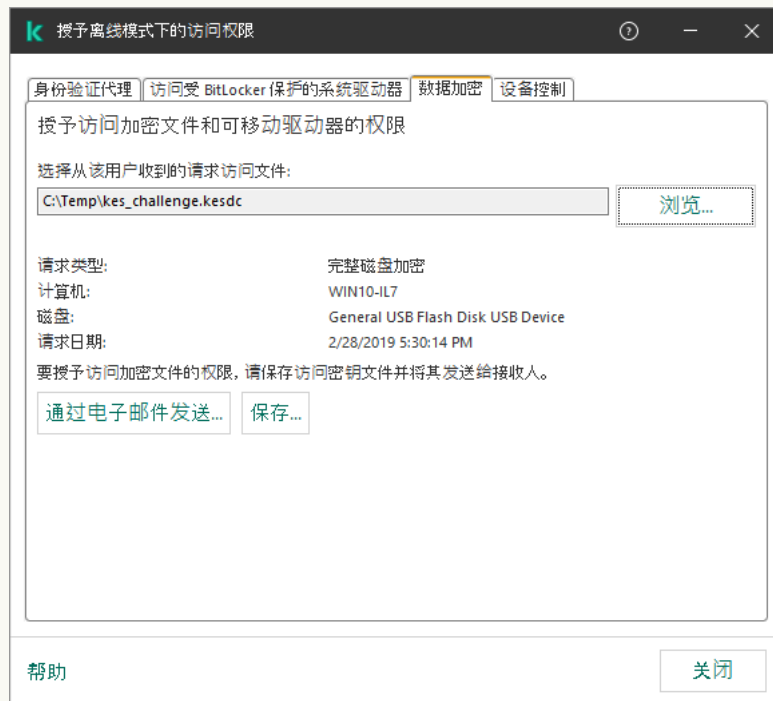 授予离线模式下的访问权限
身份验证代理 访问受 BitLocker 保护的系统驱动器 数据加密 设备控制
授予访问加密文件和可移动驱动器的权限
选择从该用户收到的请求访问文件:
C:\Temp\kes_challenge.kesdc 浏览...
请求类型: 完整磁盘加密
计算机: WIN10-IL7
磁盘: General USB Flash Disk USB Device
请求日期: 2/28/2019 5:30:14 PM
要授予访问加密文件的权限，请保存访问密钥文件并将其发送给接收人。
通过电子邮件发送... 保存...
帮助 关闭